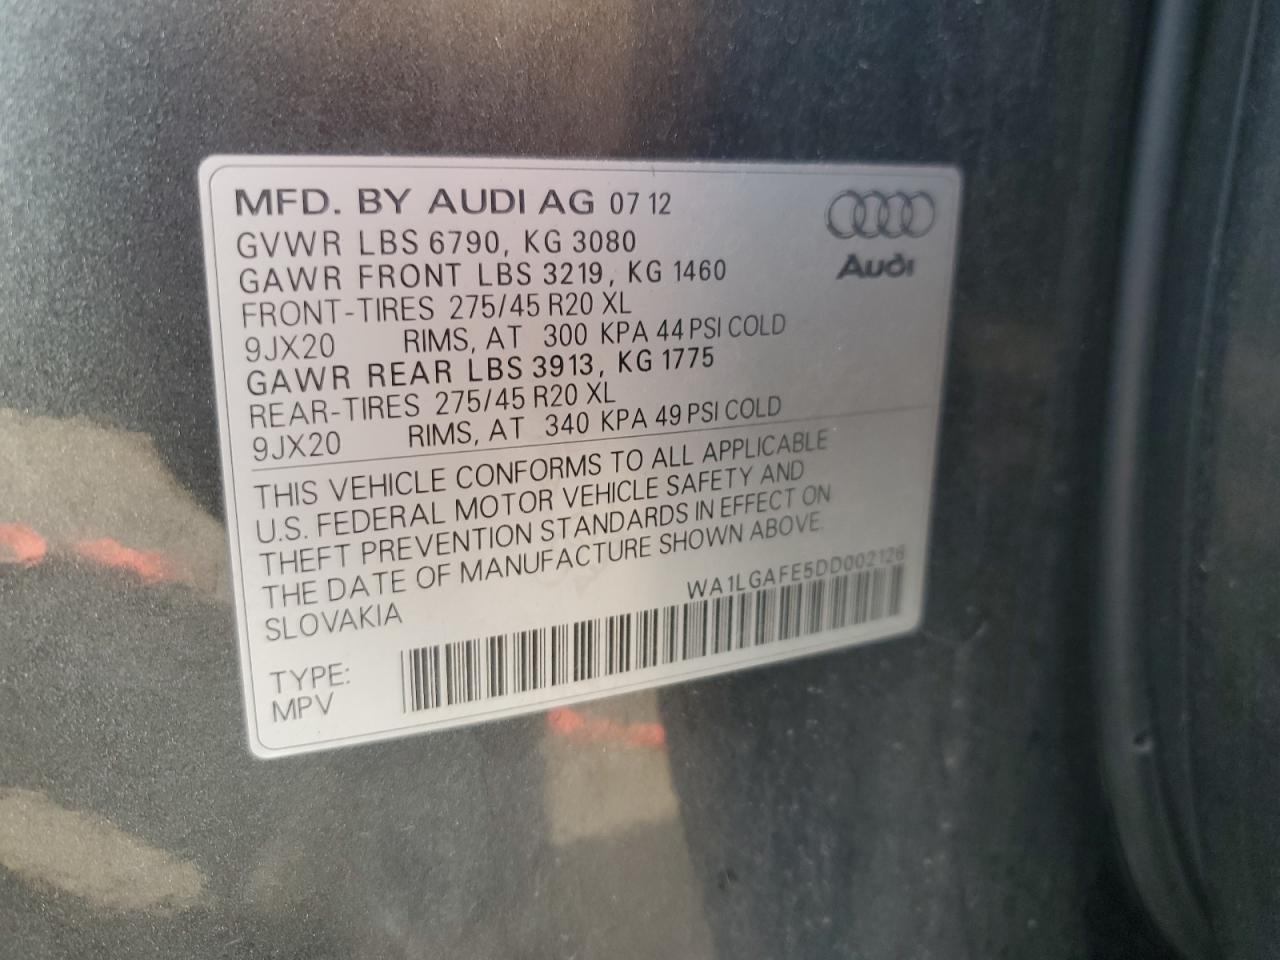 MFD. BY AUDI AG 07 12
GVWR LBS 6790, KG 3080
GAWR FRONT LBS 3219, KG 1460
FRONT-TIRES 275/45 R20 XL
9JX20 RIMS, AT 300 KPA 44 PSI COLD
GAWR REAR LBS 3913, KG 1775
REAR-TIRES 275/45 R20 XL
9JX20 RIMS, AT 340 KPA 49 PSI COLD
Audi
THIS VEHICLE CONFORMS TO ALL APPLICABLE
U.S. FEDERAL MOTOR VEHICLE SAFETY AND
THEFT PREVENTION STANDARDS IN EFFECT ON
THE DATE OF MANUFACTURE SHOWN ABOVE.
SLOVAKIA
WA1LGAFE5DD002126
TYPE:
MPV